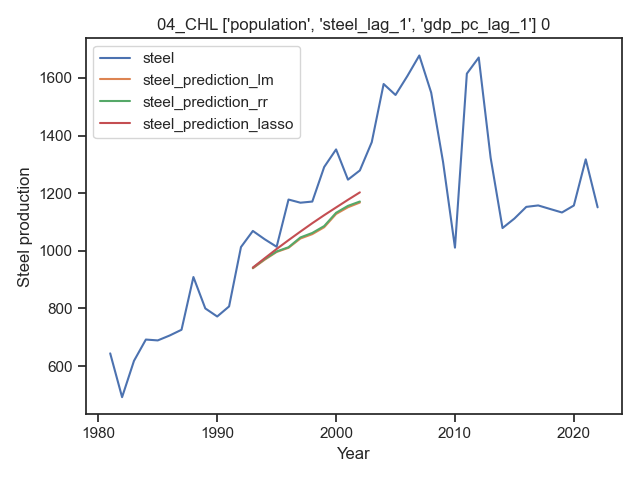 04_CHL ['population', 'steel_lag_1', 'gdp_pc_lag_1'] 0
steel
steel_prediction_lm
steel_prediction_rr
steel_prediction_lasso
Steel production
1600
1400
1200
1000
800
600
1980
1990
2000
2010
2020
Year